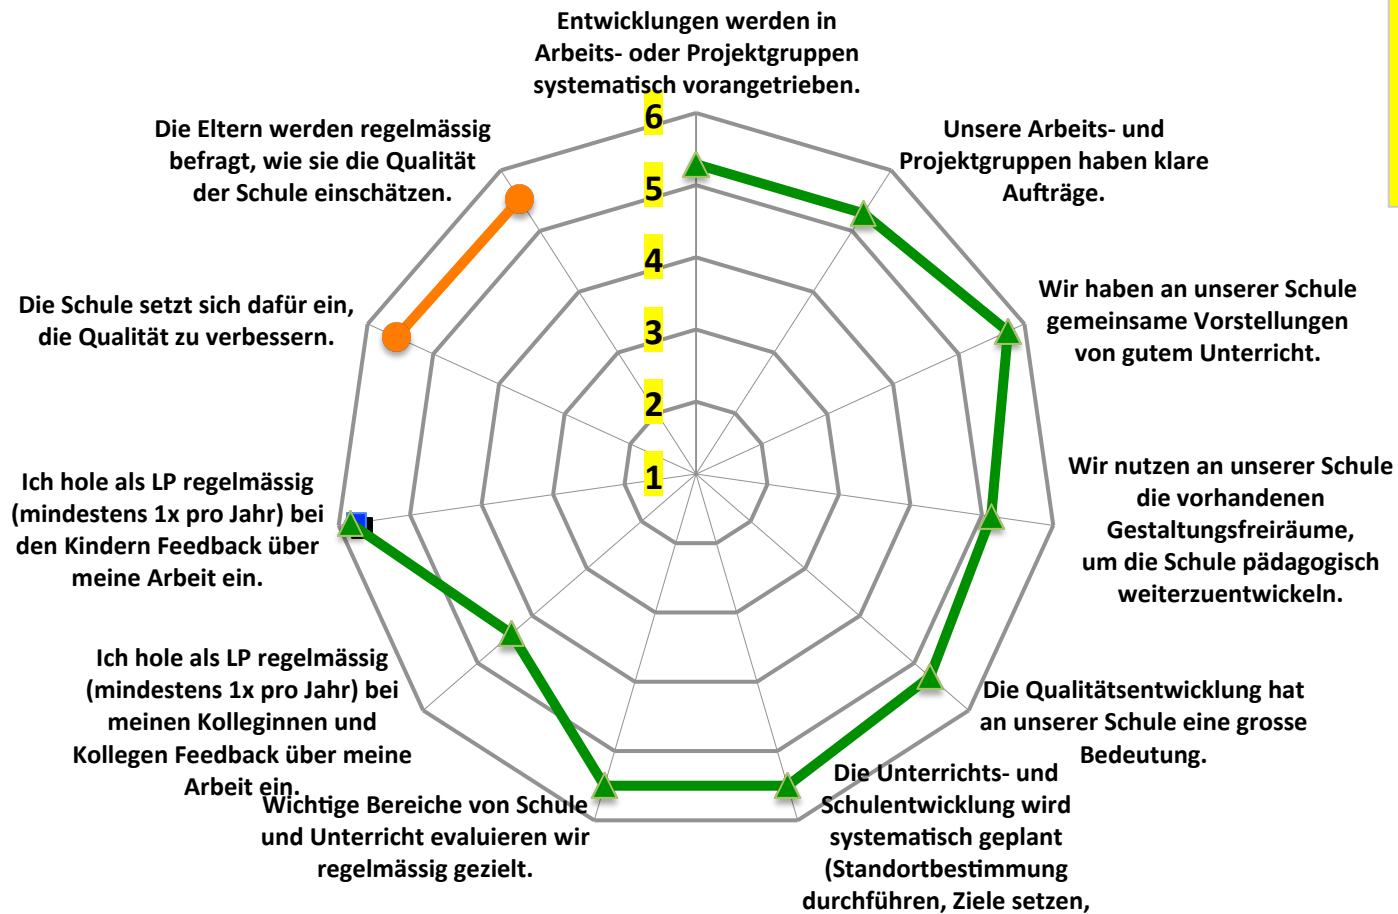 Entwicklungen werden in
Arbeits- oder Projektgruppen
systematisch vorangetrieben.
Unsere Arbeits- und
Projektgruppen haben klare
Aufträge.
Wir haben an unserer Schule
gemeinsame Vorstellungen
von gutem Unterricht.
Wir nutzen an unserer Schule
die vorhandenen
Gestaltungsfreiräume,
um die Schule pädagogisch
weiterzuentwickeln.
Die Qualitätsentwicklung hat
an unserer Schule eine grosse
Bedeutung.
Die Unterrichts- und
Schulentwicklung wird
systematisch geplant
(Standortbestimmung
durchführen, Ziele setzen,
Wichtige Bereiche von Schule
und Unterricht evaluieren wir
regelmässig gezielt.
Ich hole als LP regelmässig
(mindestens 1x pro Jahr) bei
meinen Kolleginnen und
Kollegen Feedback über meine
Arbeit ein.
Ich hole als LP regelmässig
(mindestens 1x pro Jahr) bei
den Kindern Feedback über
meine Arbeit ein.
Die Schule setzt sich dafür ein,
die Qualität zu verbessern.
Die Eltern werden regelmässig
befragt, wie sie die Qualität
der Schule einschätzen.
6
5
4
3
2
1